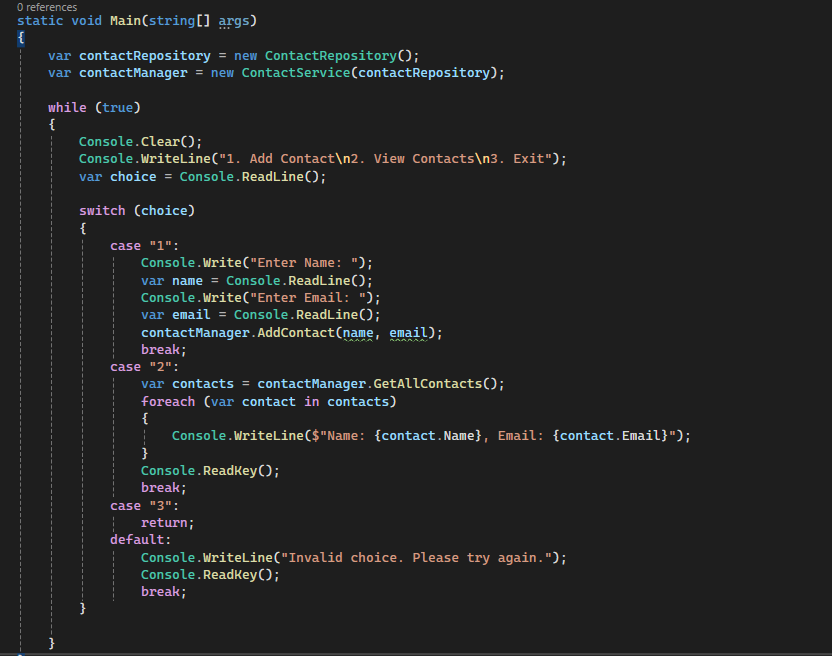 0 references
static void Main(string[] args)
{
var contactRepository = new ContactRepository();
var contactManager = new ContactService(contactRepository);
while (true)
{
Console.Clear();
Console.WriteLine("1. Add Contact\n2. View Contacts\n3. Exit");
var choice = Console.ReadLine();
switch (choice)
{
case "1":
Console.Write("Enter Name: ");
var name = Console.ReadLine();
Console.Write("Enter Email: ");
var email = Console.ReadLine();
contactManager.AddContact(name, email);
break;
case "2":
var contacts = contactManager.GetAllContacts();
foreach (var contact in contacts)
{
Console.WriteLine($"Name: {contact.Name}, Email: {contact.Email}");
}
Console.ReadKey();
break;
case "3":
return;
default:
Console.WriteLine("Invalid choice. Please try again.");
Console.ReadKey();
break;
}
}